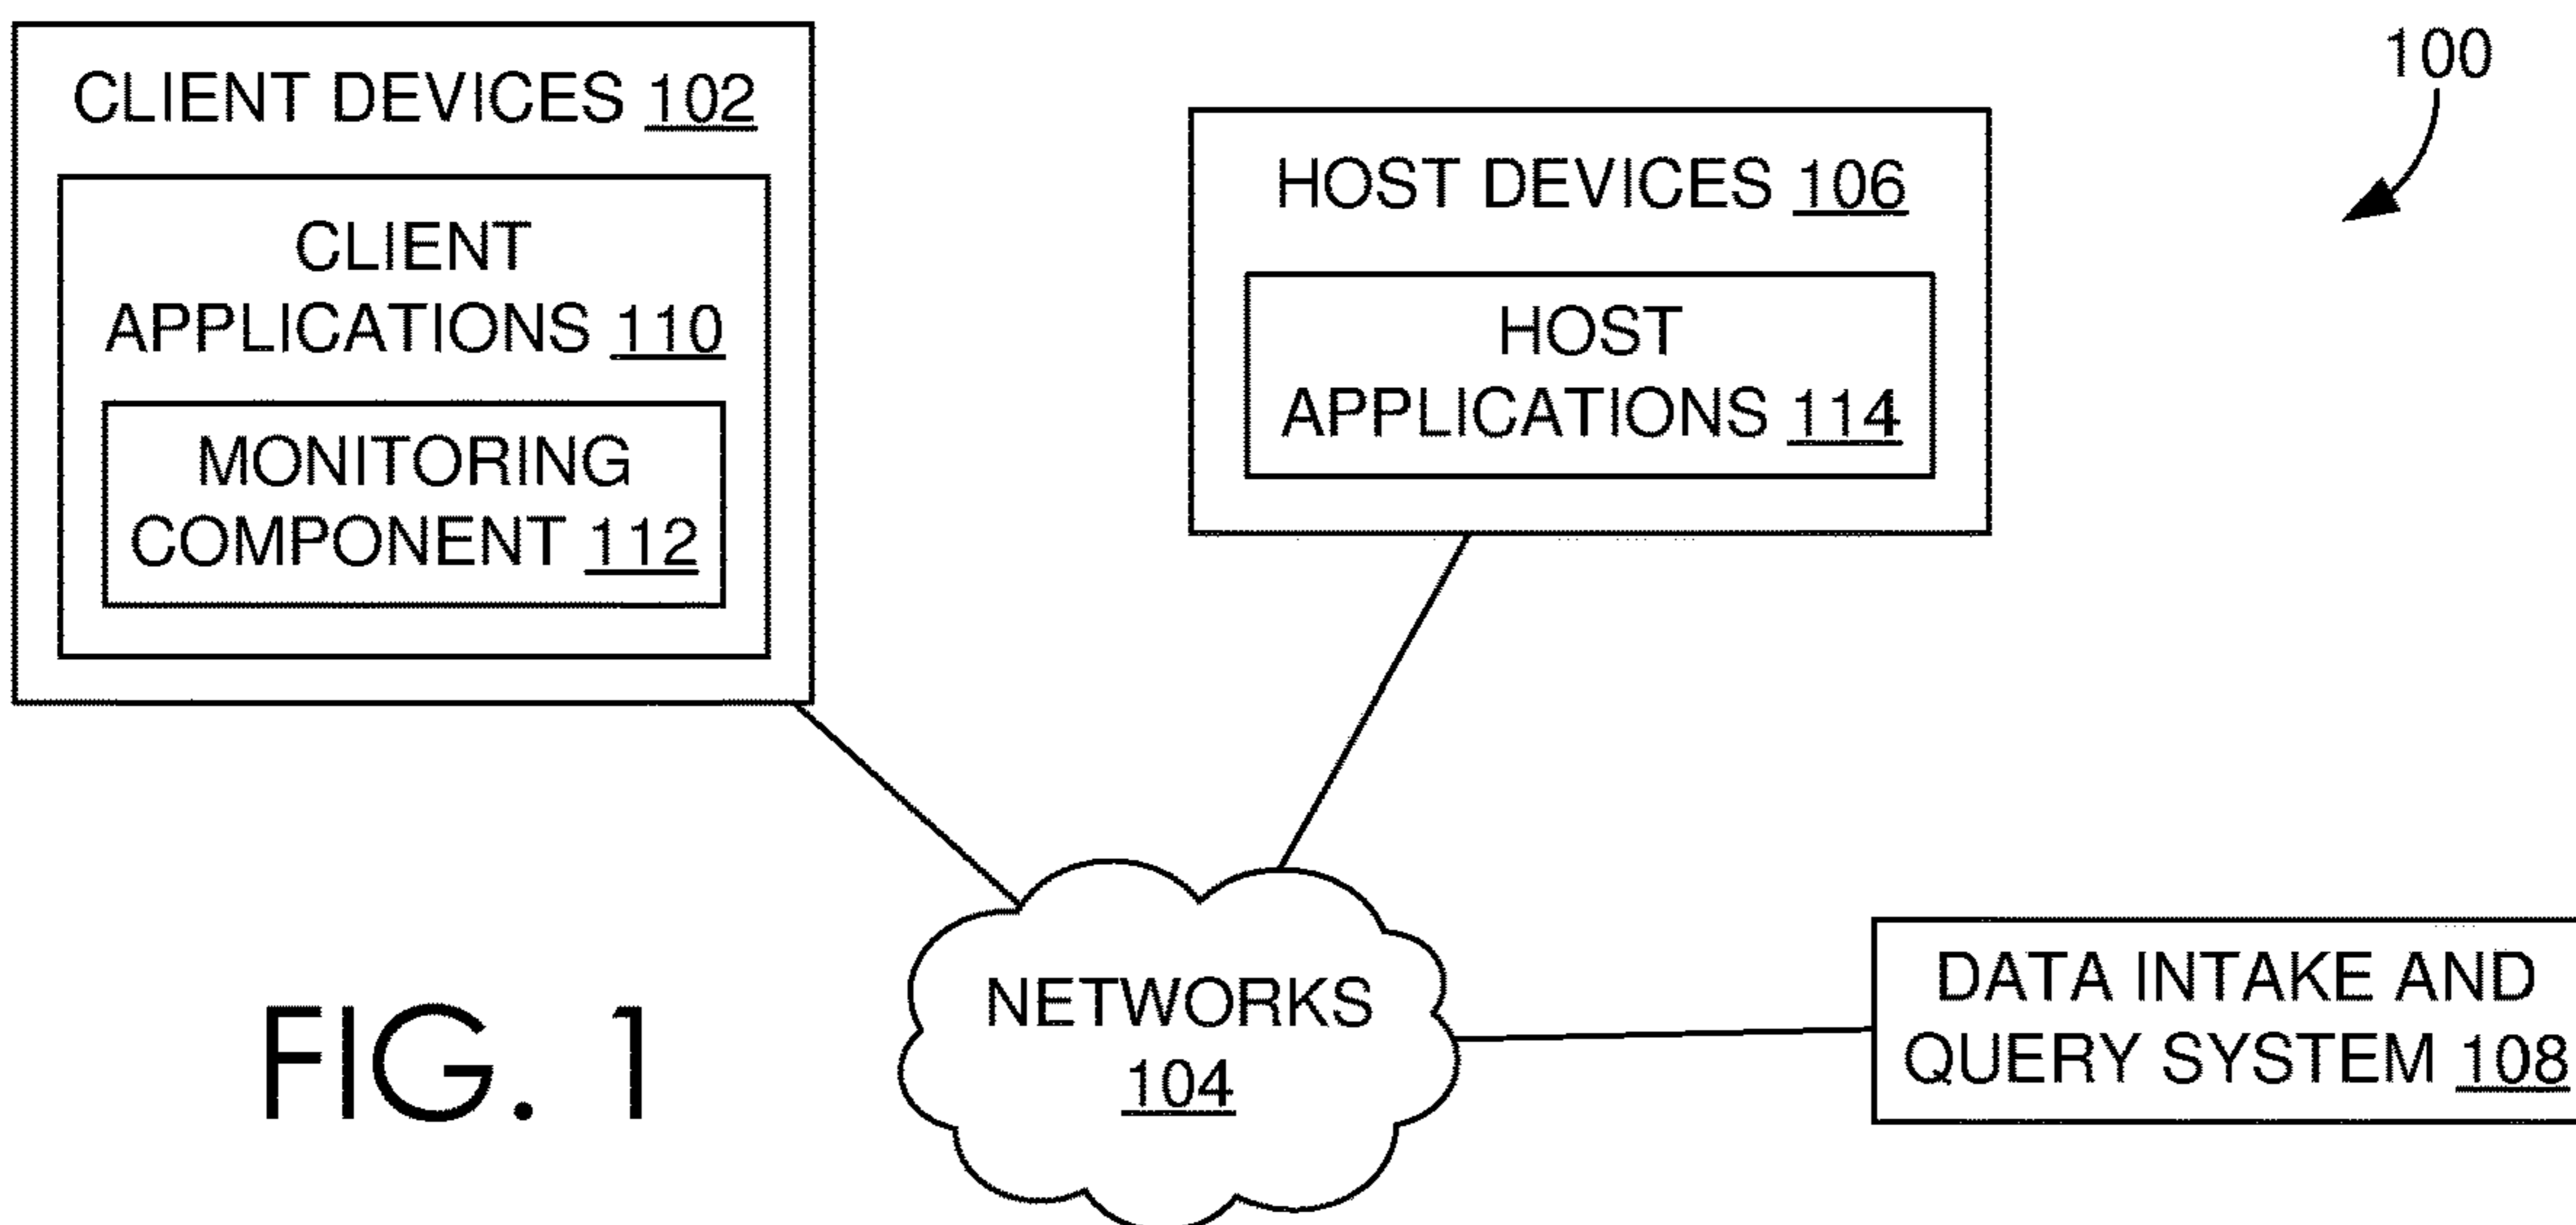 CLIENT DEVICES 102
CLIENT
APPLICATIONS 110
MONITORING
COMPONENT 112
HOST DEVICES 106
HOST
APPLICATIONS 114
100
NETWORKS
104
DATA INTAKE AND
QUERY SYSTEM 108
FIG. 1